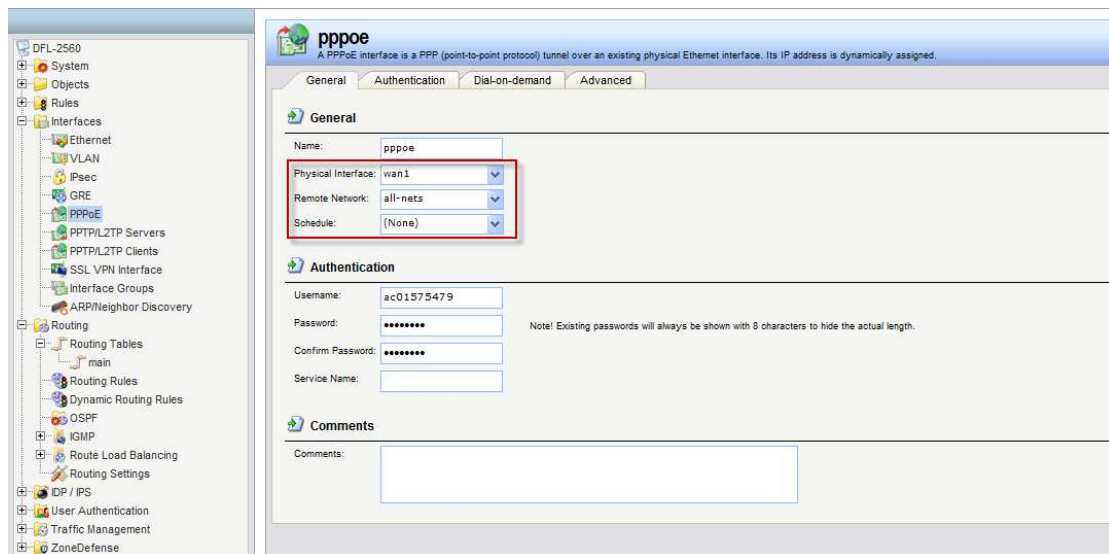 DFL-2560
System
Objects
Rules
Interfaces
Ethernet
VLAN
IPsec
GRE
PPPoE
PPTP/L2TP Servers
PPTP/L2TP Clients
SSL VPN Interface
Interface Groups
ARP/Neighbor Discovery
Routing
Routing Tables
main
Routing Rules
Dynamic Routing Rules
OSPF
IGMP
Route Load Balancing
Routing Settings
IDP / IPS
User Authentication
Traffic Management
ZoneDefense
pppoe
A PPPoE interface is a PPP (point-to-point protocol) tunnel over an existing physical Ethernet interface. Its IP address is dynamically assigned.
General Authentication Dial-on-demand Advanced
General
Name: pppoe
Physical Interface: wan1
Remote Network: all-nets
Schedule: (None)
Authentication
Username: ac01575479
Password: •••••••• Note! Existing passwords will always be shown with 8 characters to hide the actual length.
Confirm Password: ••••••••
Service Name:
Comments
Comments: